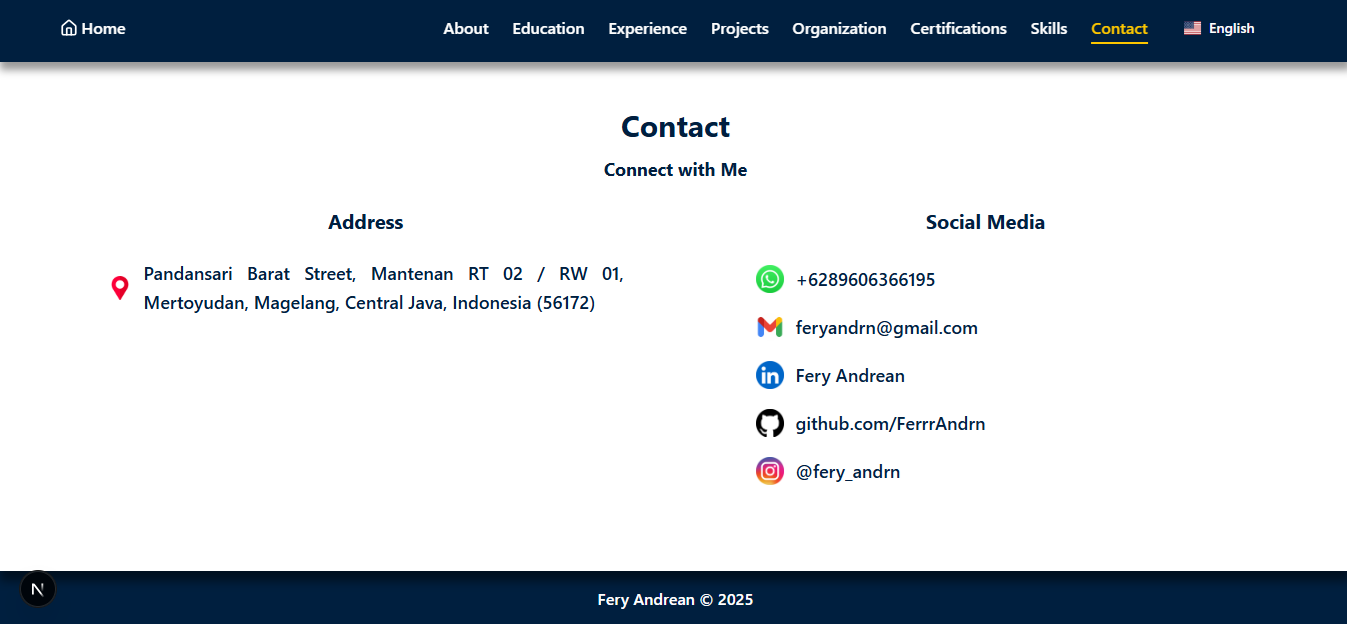 Home
About
Education
Experience
Projects
Organization
Certifications
Skills
Contact
English
Contact
Connect with Me
Address
Pandansari Barat Street, Mantenan RT 02 / RW 01,
Mertoyudan, Magelang, Central Java, Indonesia (56172)
Social Media
+6289606366195
feryandrn@gmail.com
Fery Andrean
github.com/FerrrAndrn
@fery_andrn
N
Fery Andrean © 2025